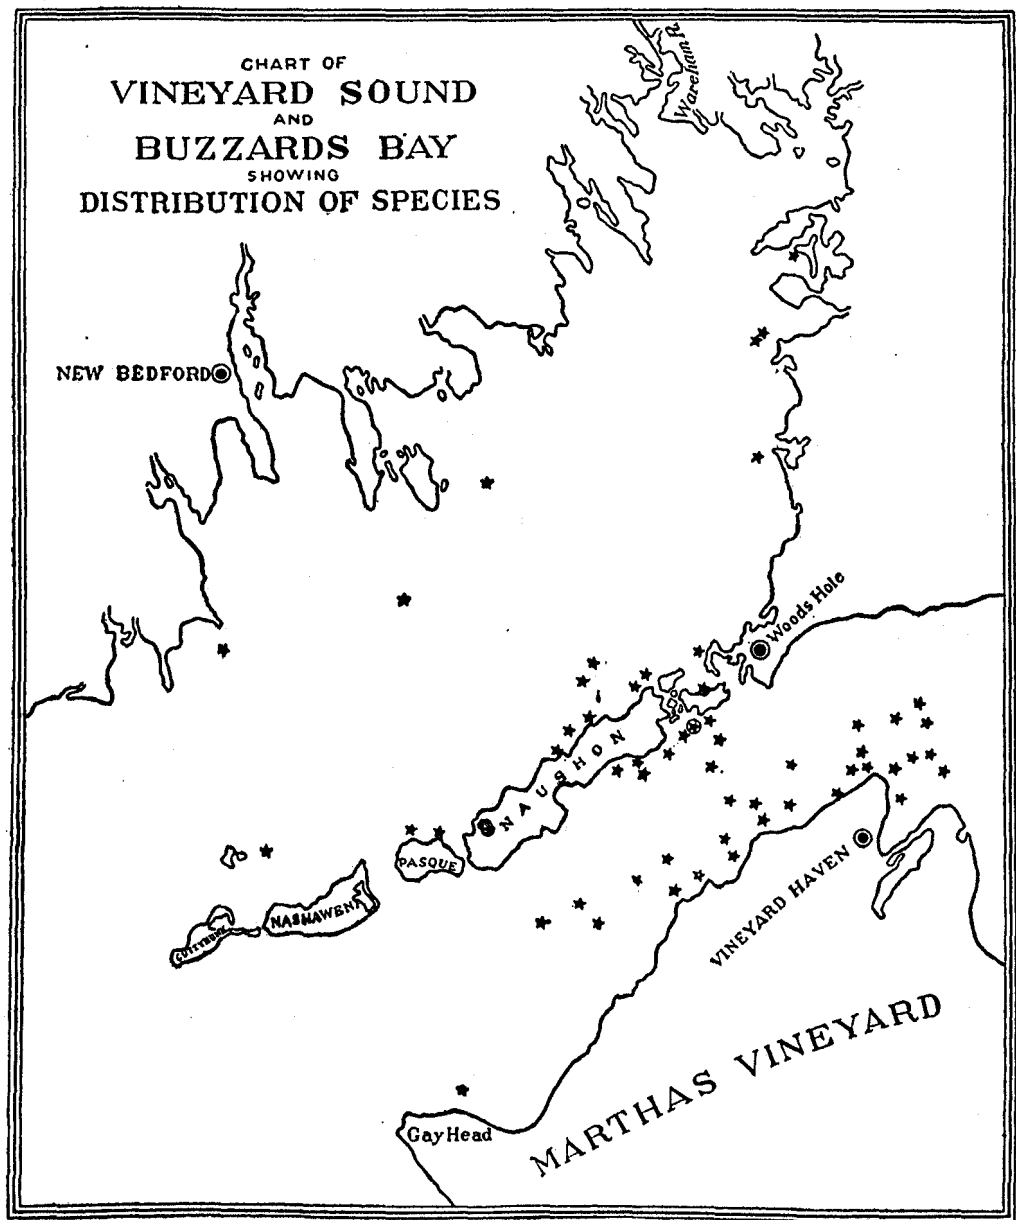 CHART OF
VINEYARD SOUND
AND
BUZZARDS BAY
SHOWING
DISTRIBUTION OF SPECIES
Wareham R.
NEW BEDFORD
Woods Hole
NAUSHON
PASQUE
NASHAWENA
CUTTYHUNK
VINEYARD HAVEN
MARTHAS VINEYARD
Gay Head